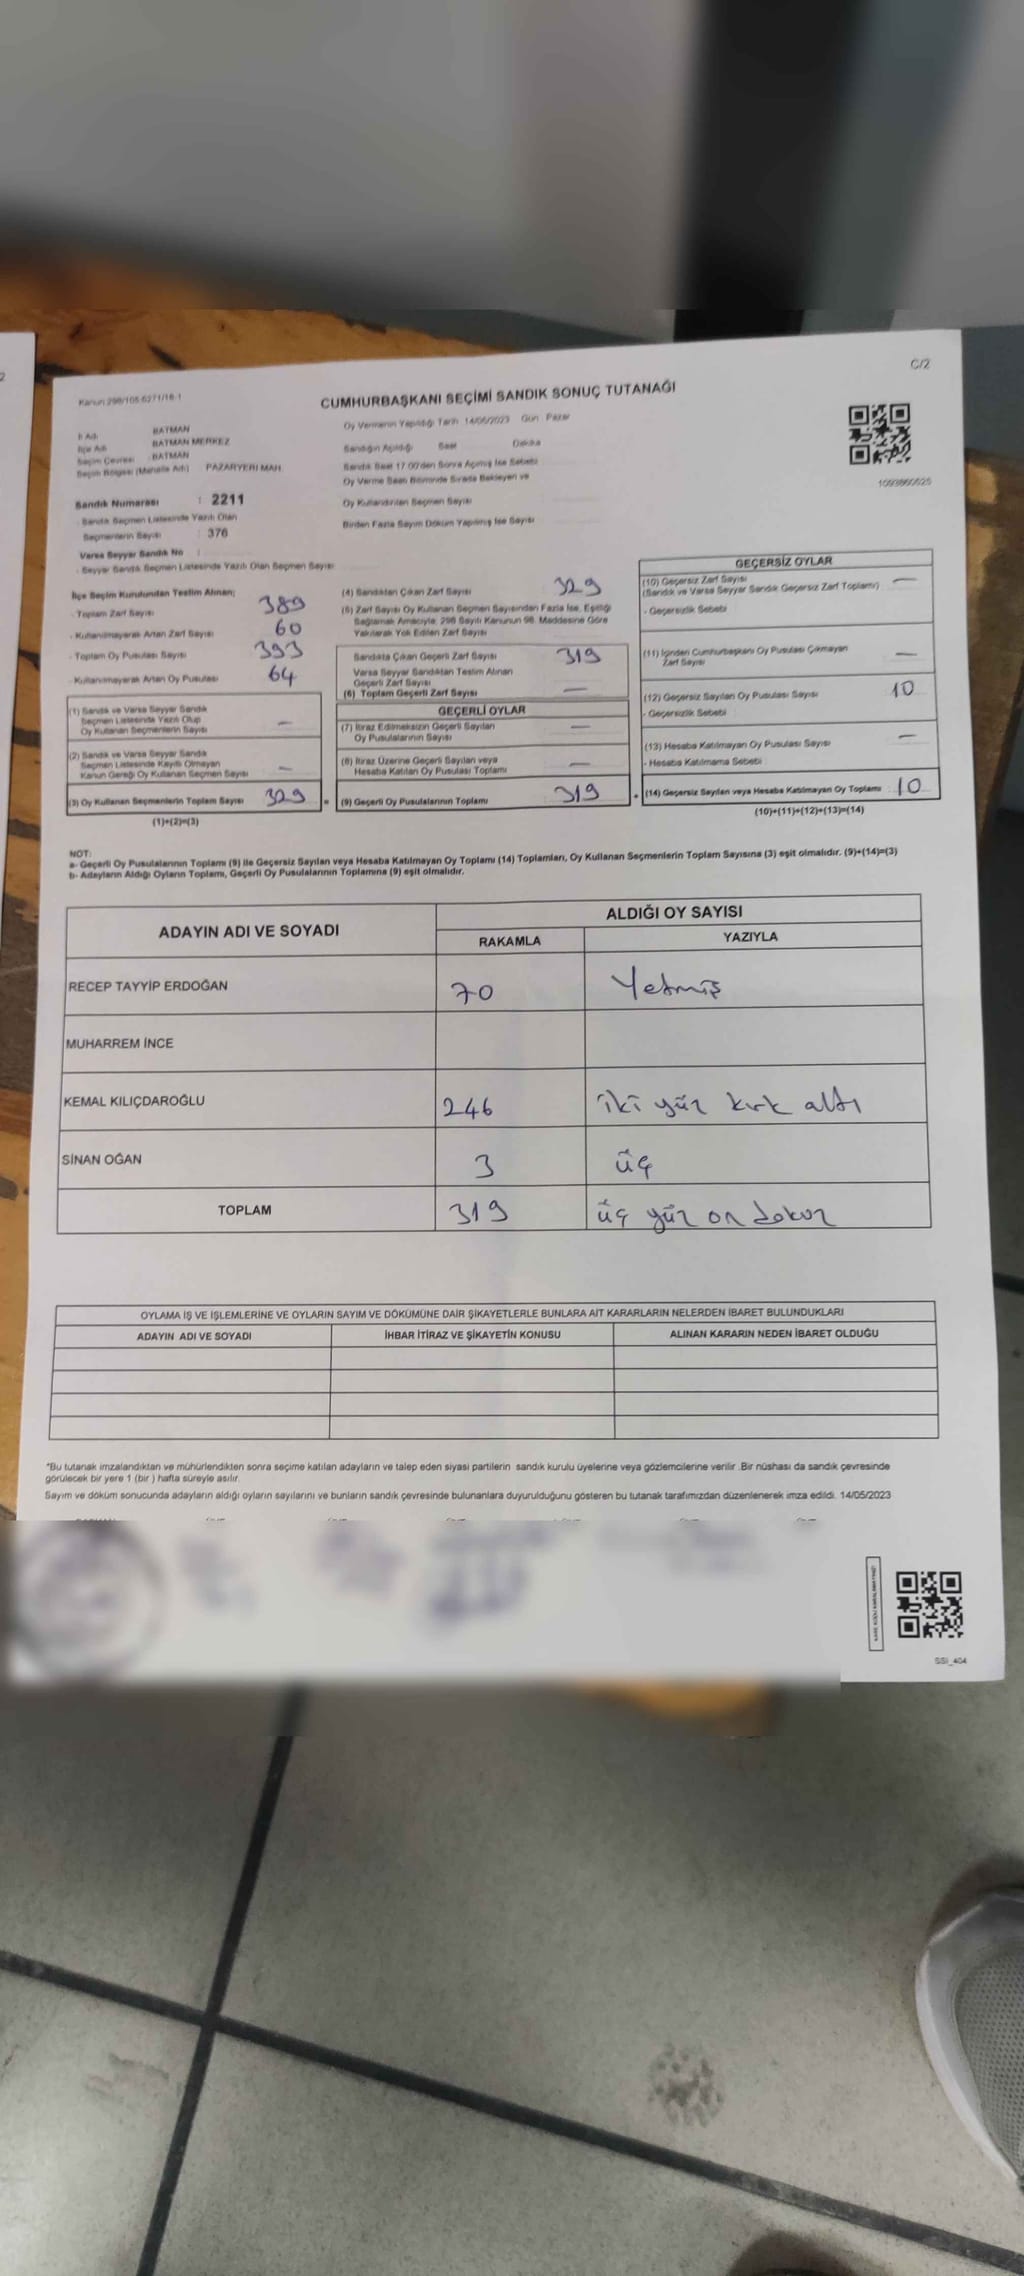 C/2
Kanun:298/105-6271/18-1
CUMHURBAŞKANI SEÇİMİ SANDIK SONUÇ TUTANAĞI
İl Adı BATMAN
İlçe Adı BATMAN MERKEZ
Seçim Çevresi BATMAN
Seçim Bölgesi (Mahalle Adı) PAZARYERİ MAH.
Sandık Numarası : 2211
- Sandık Seçmen Listesinde Yazılı Olan
Seçmenlerin Sayısı : 376
Varsa Seyyar Sandık No :
- Seyyar Sandık Seçmen Listesinde Yazılı Olan Seçmen Sayısı
Oy Vermenin Yapıldığı Tarih 14/05/2023 Gün : Pazar
Sandığın Açıldığı Saat Dakika
Sandık Saat 17.00'den Sonra Açılmış İse Sebebi
Oy Verme Saati Bitiminde Sırada Bekleyen ve
Oy Kullandırılan Seçmen Sayısı
Birden Fazla Sayım Döküm Yapılmış İse Sayısı
1093860525
İlçe Seçim Kurulundan Teslim Alınan;
- Toplam Zarf Sayısı 389
- Kullanılmayarak Artan Zarf Sayısı 60
- Toplam Oy Pusulası Sayısı 393
- Kullanılmayarak Artan Oy Pusulası 64
(1) Sandık ve Varsa Seyyar Sandık
Seçmen Listesinde Yazılı Olup
Oy Kullanan Seçmenlerin Sayısı —
(2) Sandık ve Varsa Seyyar Sandık
Seçmen Listesinde Kayıtlı Olmayan
Kanun Gereği Oy Kullanan Seçmen Sayısı —
(3) Oy Kullanan Seçmenlerin Toplam Sayısı 329 =
(1)+(2)=(3)
(4) Sandıktan Çıkan Zarf Sayısı 329
(5) Zarf Sayısı Oy Kullanan Seçmen Sayısından Fazla İse, Eşitliği
Sağlamak Amacıyla, 298 Sayılı Kanunun 98. Maddesine Göre
Yakılarak Yok Edilen Zarf Sayısı
Sandıkta Çıkan Geçerli Zarf Sayısı 319
Varsa Seyyar Sandıktan Teslim Alınan
Geçerli Zarf Sayısı
(6) Toplam Geçerli Zarf Sayısı —
GEÇERLİ OYLAR
(7) İtiraz Edilmeksizin Geçerli Sayılan
Oy Pusulalarının Sayısı —
(8) İtiraz Üzerine Geçerli Sayılan veya
Hesaba Katılan Oy Pusulası Toplamı —
(9) Geçerli Oy Pusulalarının Toplamı 319 +
GEÇERSİZ OYLAR
(10) Geçersiz Zarf Sayısı —
(Sandık ve Varsa Seyyar Sandık Geçersiz Zarf Toplamı)
- Geçersizlik Sebebi
(11) İçinden Cumhurbaşkanı Oy Pusulası Çıkmayan
Zarf Sayısı —
(12) Geçersiz Sayılan Oy Pusulası Sayısı 10
- Geçersizlik Sebebi
(13) Hesaba Katılmayan Oy Pusulası Sayısı —
- Hesaba Katılmama Sebebi
(14) Geçersiz Sayılan veya Hesaba Katılmayan Oy Toplamı : 10
(10)+(11)+(12)+(13)=(14)
NOT:
a- Geçerli Oy Pusulalarının Toplamı (9) ile Geçersiz Sayılan veya Hesaba Katılmayan Oy Toplamı (14) Toplamları, Oy Kullanan Seçmenlerin Toplam Sayısına (3) eşit olmalıdır. (9)+(14)=(3)
b- Adayların Aldığı Oyların Toplamı, Geçerli Oy Pusulalarının Toplamına (9) eşit olmalıdır.
ADAYIN ADI VE SOYADI ALDIĞI OY SAYISI
RAKAMLA YAZIYLA
RECEP TAYYİP ERDOĞAN 70 Yetmiş
MUHARREM İNCE
KEMAL KILIÇDAROĞLU 246 iki yüz kırk altı
SİNAN OĞAN 3 üç
TOPLAM 319 üç yüz on dokuz
OYLAMA İŞ VE İŞLEMLERİNE VE OYLARIN SAYIM VE DÖKÜMÜNE DAİR ŞİKAYETLERLE BUNLARA AİT KARARLARIN NELERDEN İBARET BULUNDUKLARI
ADAYIN ADI VE SOYADI İHBAR İTİRAZ VE ŞİKAYETİN KONUSU ALINAN KARARIN NEDEN İBARET OLDUĞU
*Bu tutanak imzalandıktan ve mühürlendikten sonra seçime katılan adayların ve talep eden siyasi partilerin sandık kurulu üyelerine veya gözlemcilerine verilir .Bir nüshası da sandık çevresinde
görülecek bir yere 1 (bir ) hafta süreyle asılır.
Sayım ve döküm sonucunda adayların aldığı oyların sayılarını ve bunların sandık çevresinde bulunanlara duyurulduğunu gösteren bu tutanak tarafımızdan düzenlenerek imza edildi. 14/05/2023
SSI_404